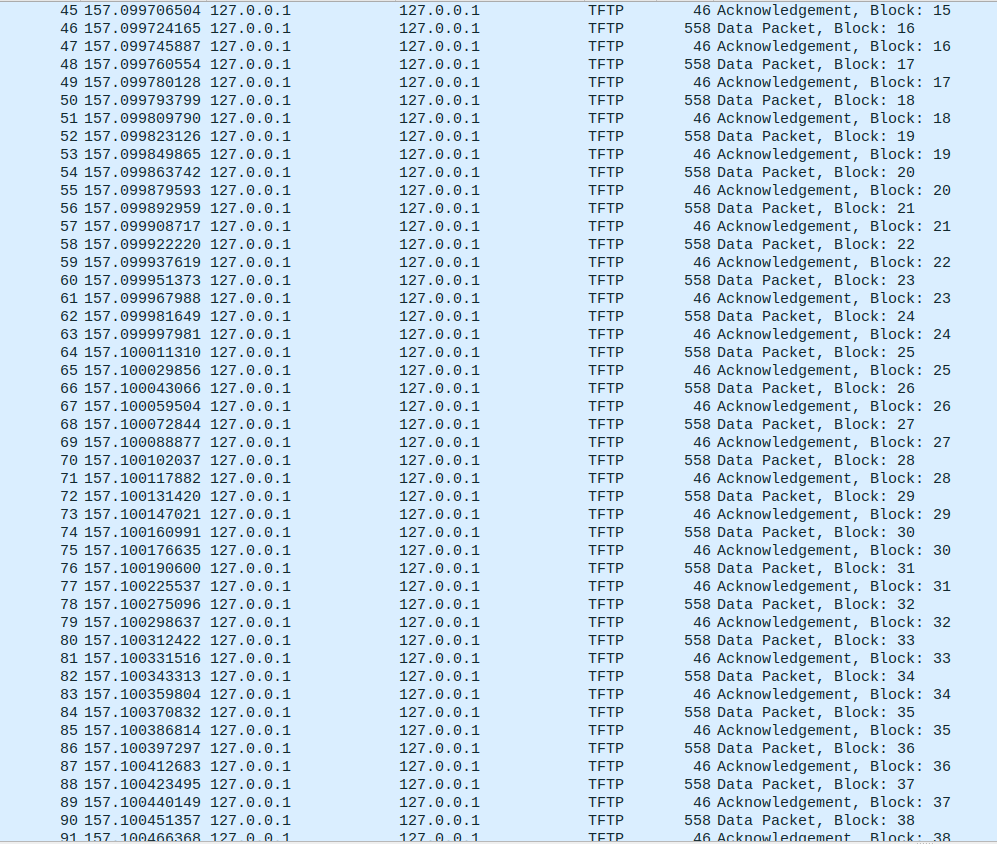 45 157.099706504 127.0.0.1 127.0.0.1 TFTP 46 Acknowledgement, Block: 15
46 157.099724165 127.0.0.1 127.0.0.1 TFTP 558 Data Packet, Block: 16
47 157.099745887 127.0.0.1 127.0.0.1 TFTP 46 Acknowledgement, Block: 16
48 157.099760554 127.0.0.1 127.0.0.1 TFTP 558 Data Packet, Block: 17
49 157.099780128 127.0.0.1 127.0.0.1 TFTP 46 Acknowledgement, Block: 17
50 157.099793799 127.0.0.1 127.0.0.1 TFTP 558 Data Packet, Block: 18
51 157.099809790 127.0.0.1 127.0.0.1 TFTP 46 Acknowledgement, Block: 18
52 157.099823126 127.0.0.1 127.0.0.1 TFTP 558 Data Packet, Block: 19
53 157.099849865 127.0.0.1 127.0.0.1 TFTP 46 Acknowledgement, Block: 19
54 157.099863742 127.0.0.1 127.0.0.1 TFTP 558 Data Packet, Block: 20
55 157.099879593 127.0.0.1 127.0.0.1 TFTP 46 Acknowledgement, Block: 20
56 157.099892959 127.0.0.1 127.0.0.1 TFTP 558 Data Packet, Block: 21
57 157.099908717 127.0.0.1 127.0.0.1 TFTP 46 Acknowledgement, Block: 21
58 157.099922220 127.0.0.1 127.0.0.1 TFTP 558 Data Packet, Block: 22
59 157.099937619 127.0.0.1 127.0.0.1 TFTP 46 Acknowledgement, Block: 22
60 157.099951373 127.0.0.1 127.0.0.1 TFTP 558 Data Packet, Block: 23
61 157.099967988 127.0.0.1 127.0.0.1 TFTP 46 Acknowledgement, Block: 23
62 157.099981649 127.0.0.1 127.0.0.1 TFTP 558 Data Packet, Block: 24
63 157.099997981 127.0.0.1 127.0.0.1 TFTP 46 Acknowledgement, Block: 24
64 157.100011310 127.0.0.1 127.0.0.1 TFTP 558 Data Packet, Block: 25
65 157.100029856 127.0.0.1 127.0.0.1 TFTP 46 Acknowledgement, Block: 25
66 157.100043066 127.0.0.1 127.0.0.1 TFTP 558 Data Packet, Block: 26
67 157.100059504 127.0.0.1 127.0.0.1 TFTP 46 Acknowledgement, Block: 26
68 157.100072844 127.0.0.1 127.0.0.1 TFTP 558 Data Packet, Block: 27
69 157.100088877 127.0.0.1 127.0.0.1 TFTP 46 Acknowledgement, Block: 27
70 157.100102037 127.0.0.1 127.0.0.1 TFTP 558 Data Packet, Block: 28
71 157.100117882 127.0.0.1 127.0.0.1 TFTP 46 Acknowledgement, Block: 28
72 157.100131420 127.0.0.1 127.0.0.1 TFTP 558 Data Packet, Block: 29
73 157.100147021 127.0.0.1 127.0.0.1 TFTP 46 Acknowledgement, Block: 29
74 157.100160991 127.0.0.1 127.0.0.1 TFTP 558 Data Packet, Block: 30
75 157.100176635 127.0.0.1 127.0.0.1 TFTP 46 Acknowledgement, Block: 30
76 157.100190600 127.0.0.1 127.0.0.1 TFTP 558 Data Packet, Block: 31
77 157.100225537 127.0.0.1 127.0.0.1 TFTP 46 Acknowledgement, Block: 31
78 157.100275096 127.0.0.1 127.0.0.1 TFTP 558 Data Packet, Block: 32
79 157.100298637 127.0.0.1 127.0.0.1 TFTP 46 Acknowledgement, Block: 32
80 157.100312422 127.0.0.1 127.0.0.1 TFTP 558 Data Packet, Block: 33
81 157.100331516 127.0.0.1 127.0.0.1 TFTP 46 Acknowledgement, Block: 33
82 157.100343313 127.0.0.1 127.0.0.1 TFTP 558 Data Packet, Block: 34
83 157.100359804 127.0.0.1 127.0.0.1 TFTP 46 Acknowledgement, Block: 34
84 157.100370832 127.0.0.1 127.0.0.1 TFTP 558 Data Packet, Block: 35
85 157.100386814 127.0.0.1 127.0.0.1 TFTP 46 Acknowledgement, Block: 35
86 157.100397297 127.0.0.1 127.0.0.1 TFTP 558 Data Packet, Block: 36
87 157.100412683 127.0.0.1 127.0.0.1 TFTP 46 Acknowledgement, Block: 36
88 157.100423495 127.0.0.1 127.0.0.1 TFTP 558 Data Packet, Block: 37
89 157.100440149 127.0.0.1 127.0.0.1 TFTP 46 Acknowledgement, Block: 37
90 157.100451357 127.0.0.1 127.0.0.1 TFTP 558 Data Packet, Block: 38
91 157.100466368 127.0.0.1 127.0.0.1 TFTP 46 Acknowledgement, Block: 38